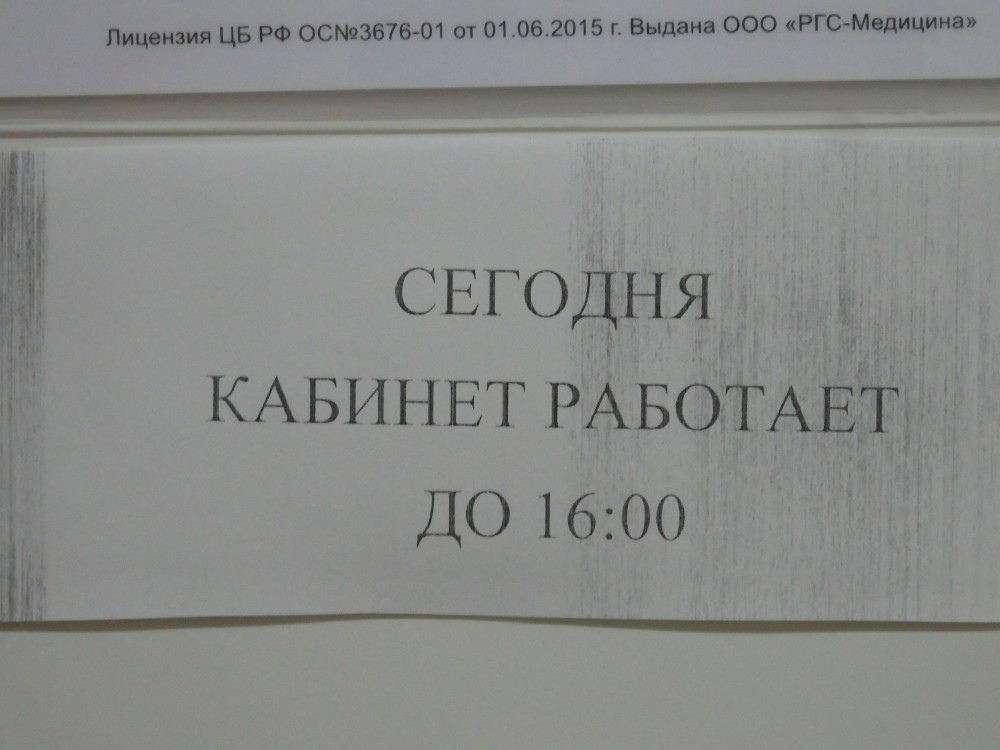 Лицензия ЦБ РФ ОС№3676-01 от 01.06.2015 г. Выдана ООО «РГС-Медицина»
СЕГОДНЯ
КАБИНЕТ РАБОТАЕТ
ДО 16:00